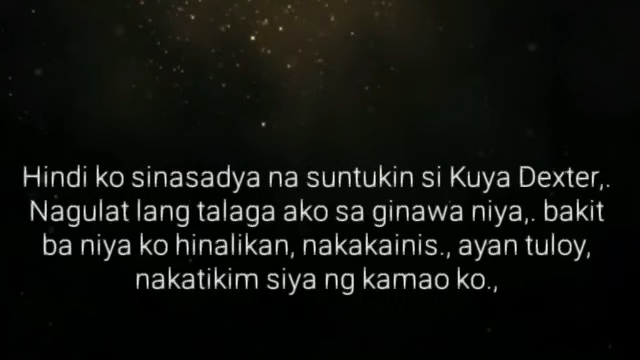 Hindi ko sinasadya na suntukin si Kuya Dexter,.
Nagulat lang talaga ako sa ginawa niya,. bakit
ba niya ko hinalikan, nakakainis., ayan tuloy,
nakatikim siya ng kamao ko.,